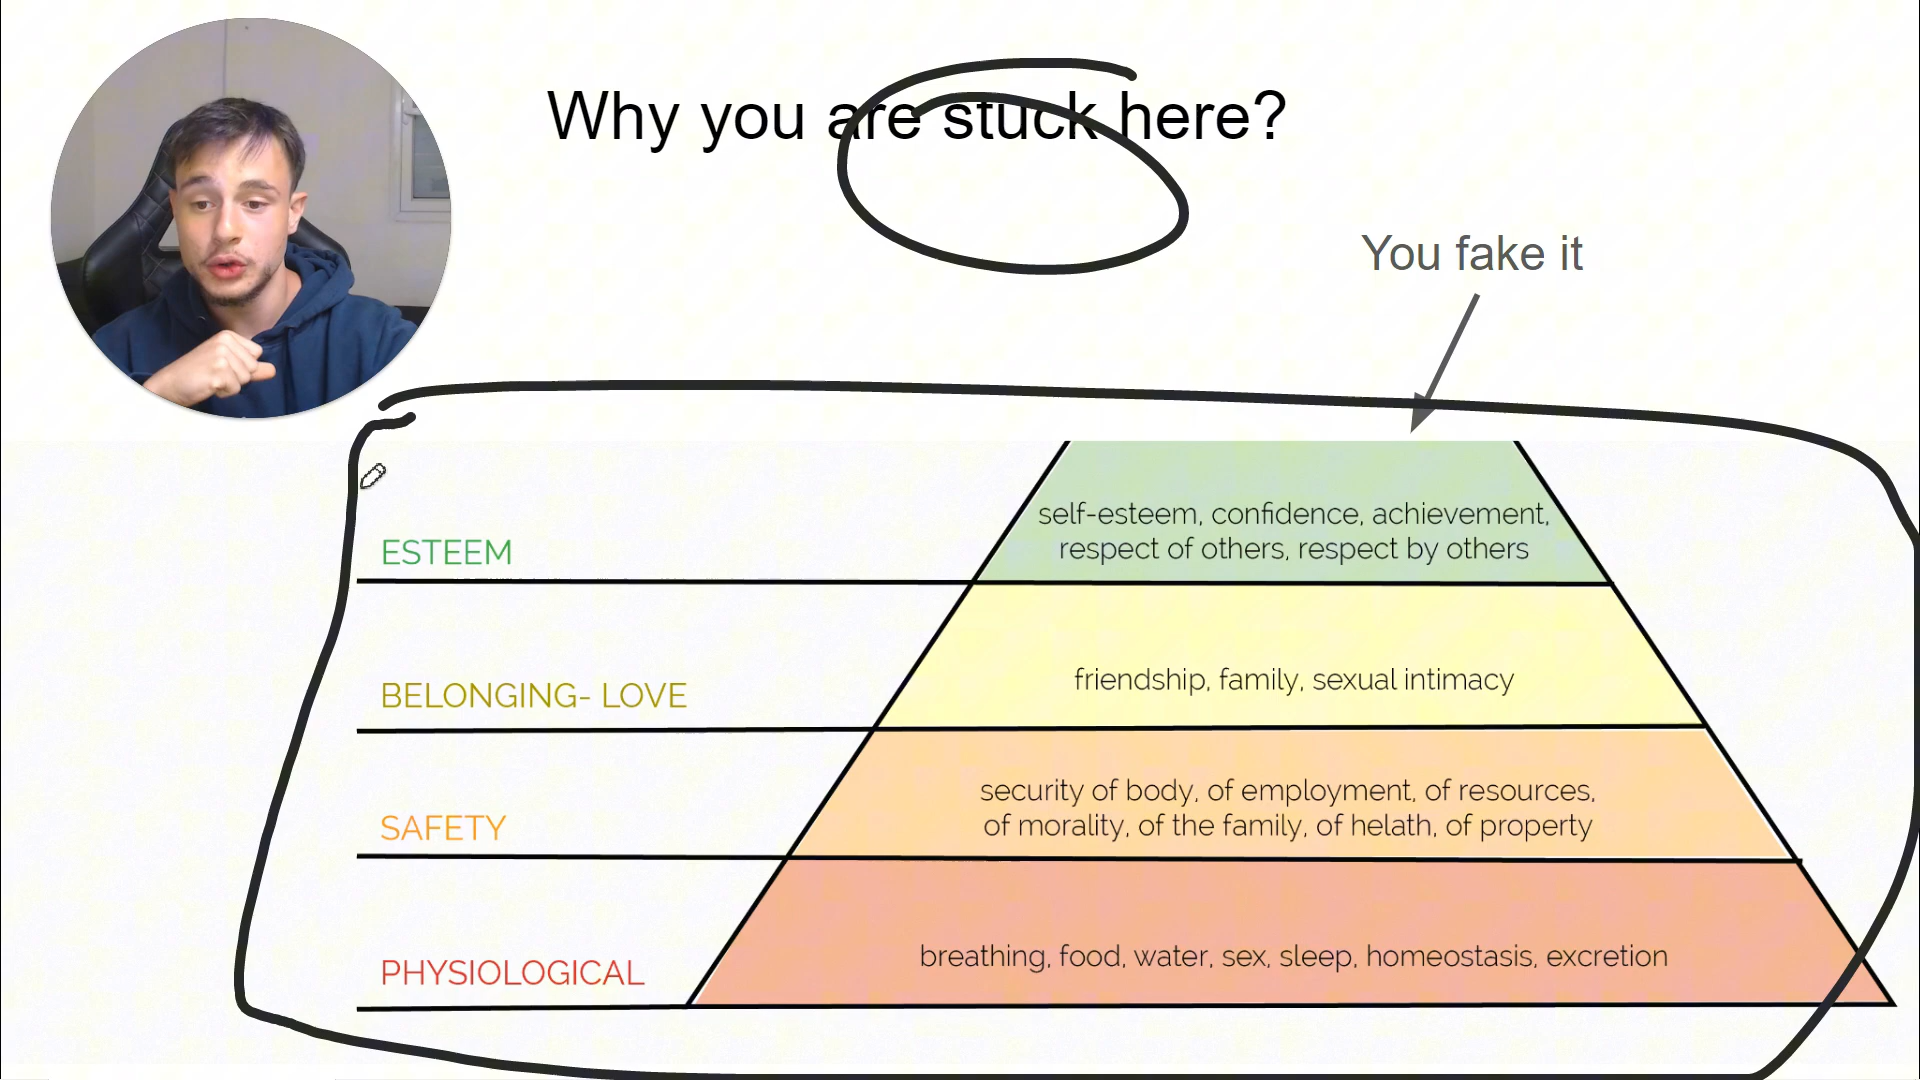 Why you are stuck here?
You fake it
ESTEEM
self-esteem, confidence, achievement,
respect of others, respect by others
BELONGING- LOVE
friendship, family, sexual intimacy
SAFETY
security of body, of employment, of resources,
of morality, of the family, of helath, of property
PHYSIOLOGICAL
breathing, food, water, sex, sleep, homeostasis, excretion